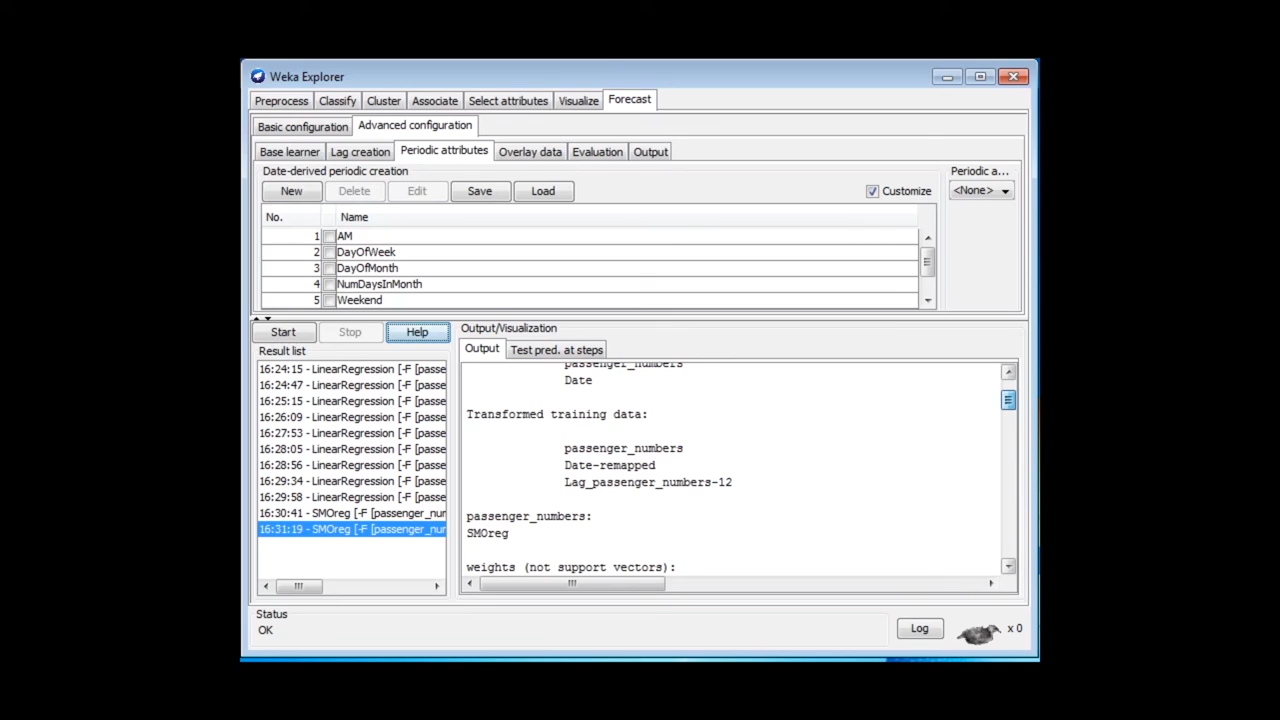 Weka Explorer
Preprocess Classify Cluster Associate Select attributes Visualize Forecast
Basic configuration Advanced configuration
Base learner Lag creation Periodic attributes Overlay data Evaluation Output
Date-derived periodic creation
Periodic a...
New Delete Edit Save Load
Customize
<None>
No. Name
1 AM
2 DayOfWeek
3 DayOfMonth
4 NumDaysInMonth
5 Weekend
Start Stop Help
Result list
16:24:15 - LinearRegression [-F [passe
16:24:47 - LinearRegression [-F [passe
16:25:15 - LinearRegression [-F [passe
16:26:09 - LinearRegression [-F [passe
16:27:53 - LinearRegression [-F [passe
16:28:05 - LinearRegression [-F [passe
16:28:56 - LinearRegression [-F [passe
16:29:34 - LinearRegression [-F [passe
16:29:58 - LinearRegression [-F [passe
16:30:41 - SMOreg [-F [passenger_num
16:31:19 - SMOreg [-F [passenger_num
Output/Visualization
Output Test pred. at steps
passenger_numbers
Date
Transformed training data:
passenger_numbers
Date-remapped
Lag_passenger_numbers-12
passenger_numbers:
SMOreg
weights (not support vectors):
Status
OK
Log
x 0